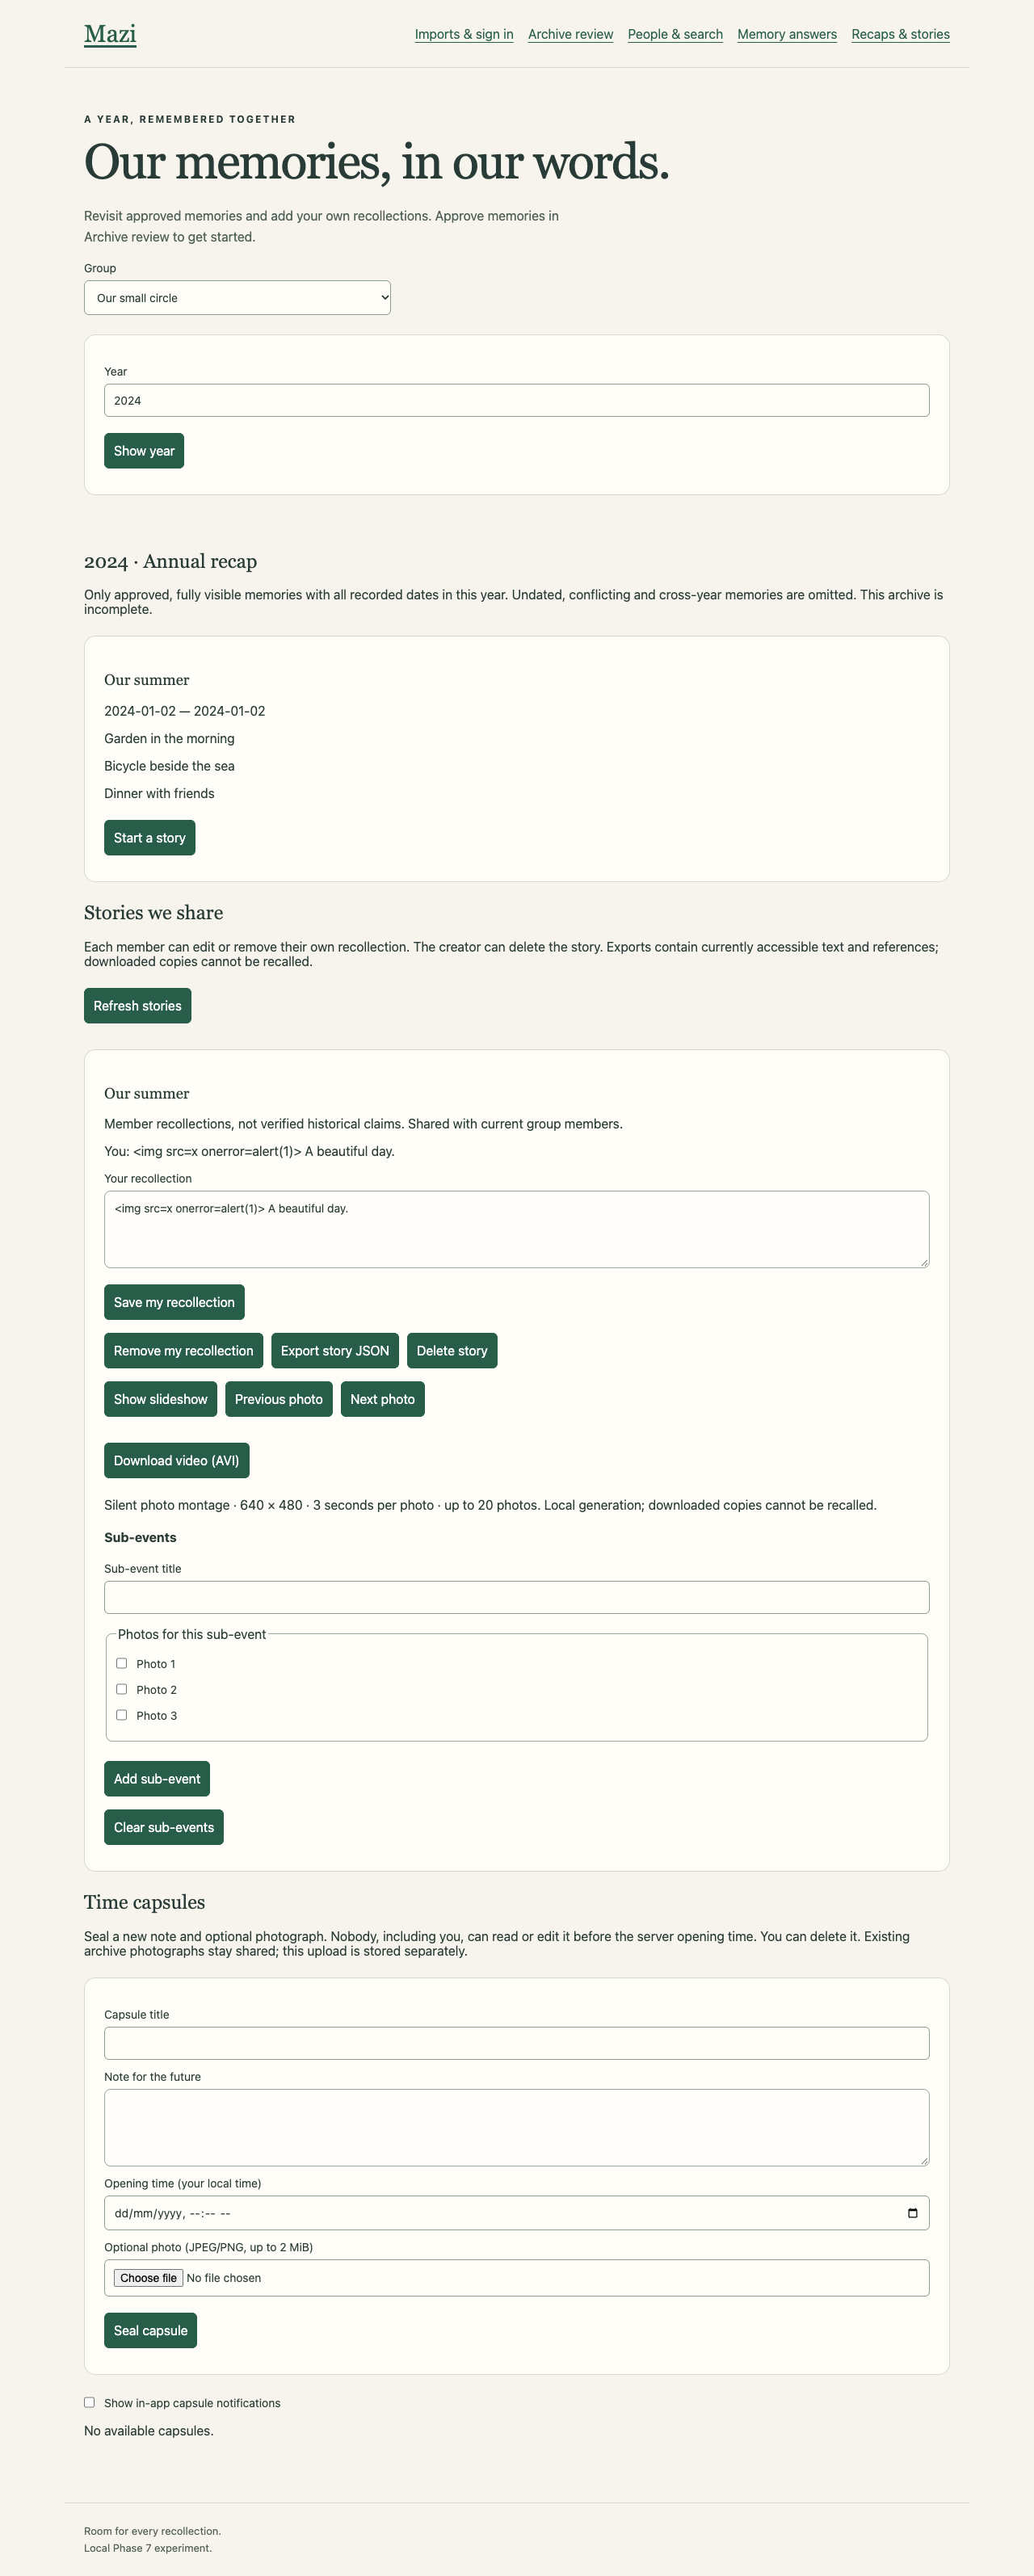 Mazi
Imports & sign in
Archive review
People & search
Memory answers
Recaps & stories
A YEAR, REMEMBERED TOGETHER
Our memories, in our words.
Revisit approved memories and add your own recollections. Approve memories in
Archive review to get started.
Group
Our small circle
Year
2024
Show year
2024 · Annual recap
Only approved, fully visible memories with all recorded dates in this year. Undated, conflicting and cross-year memories are omitted. This archive is
incomplete.
Our summer
2024-01-02 — 2024-01-02
Garden in the morning
Bicycle beside the sea
Dinner with friends
Start a story
Stories we share
Each member can edit or remove their own recollection. The creator can delete the story. Exports contain currently accessible text and references;
downloaded copies cannot be recalled.
Refresh stories
Our summer
Member recollections, not verified historical claims. Shared with current group members.
You: <img src=x onerror=alert(1)> A beautiful day.
Your recollection
<img src=x onerror=alert(1)> A beautiful day.
Save my recollection
Remove my recollection
Export story JSON
Delete story
Show slideshow
Previous photo
Next photo
Download video (AVI)
Silent photo montage · 640 × 480 · 3 seconds per photo · up to 20 photos. Local generation; downloaded copies cannot be recalled.
Sub-events
Sub-event title
Photos for this sub-event
Photo 1
Photo 2
Photo 3
Add sub-event
Clear sub-events
Time capsules
Seal a new note and optional photograph. Nobody, including you, can read or edit it before the server opening time. You can delete it. Existing
archive photographs stay shared; this upload is stored separately.
Capsule title
Note for the future
Opening time (your local time)
dd/mm/yyyy, --:-- --
Optional photo (JPEG/PNG, up to 2 MiB)
Choose file No file chosen
Seal capsule
Show in-app capsule notifications
No available capsules.
Room for every recollection.
Local Phase 7 experiment.